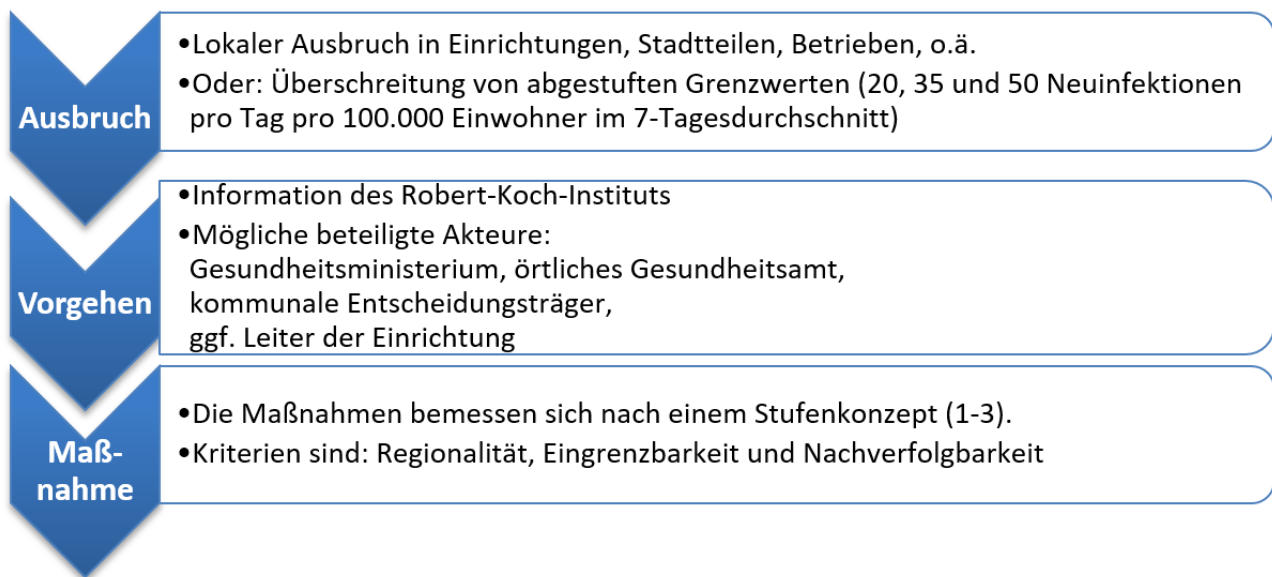 Ausbruch
•Lokaler Ausbruch in Einrichtungen, Stadtteilen, Betrieben, o.ä.
•Oder: Überschreitung von abgestuften Grenzwerten (20, 35 und 50 Neuinfektionen
pro Tag pro 100.000 Einwohner im 7-Tagesdurchschnitt)
Vorgehen
•Information des Robert-Koch-Instituts
•Mögliche beteiligte Akteure:
Gesundheitsministerium, örtliches Gesundheitsamt,
kommunale Entscheidungsträger,
ggf. Leiter der Einrichtung
Maß-
nahme
•Die Maßnahmen bemessen sich nach einem Stufenkonzept (1-3).
•Kriterien sind: Regionalität, Eingrenzbarkeit und Nachverfolgbarkeit